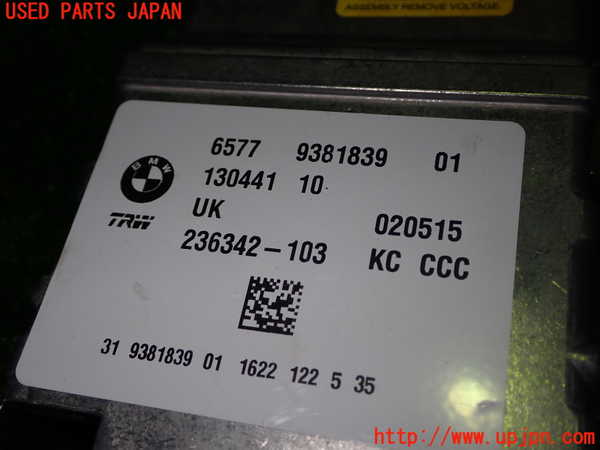 USED PARTS JAPAN
ASSEMBLY REMOVE VOLTAGE.
BMW
6577 9381839 01
130441 10
TRW
UK 020515
236342-103 KC CCC
31 9381839 01 1622 122 5 35
http://www.upjpn.com